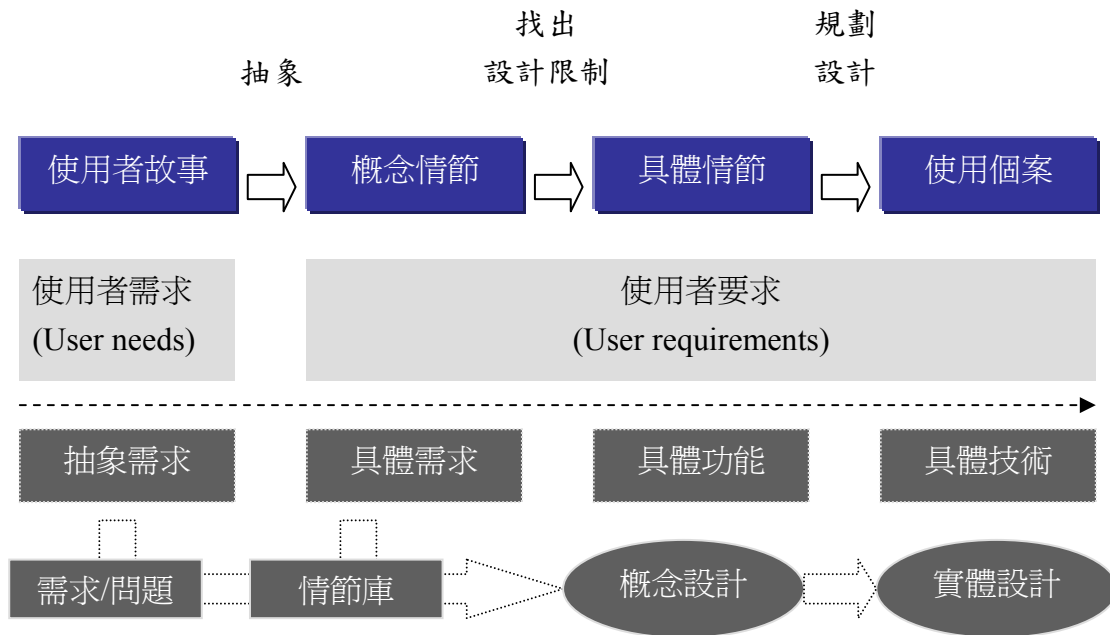 找出
規劃
抽象
設計限制
設計
使用者故事
概念情節
具體情節
使用個案
使用者需求
(User needs)
使用者要求
(User requirements)
抽象需求
具體需求
具體功能
具體技術
需求/問題
情節庫
概念設計
實體設計